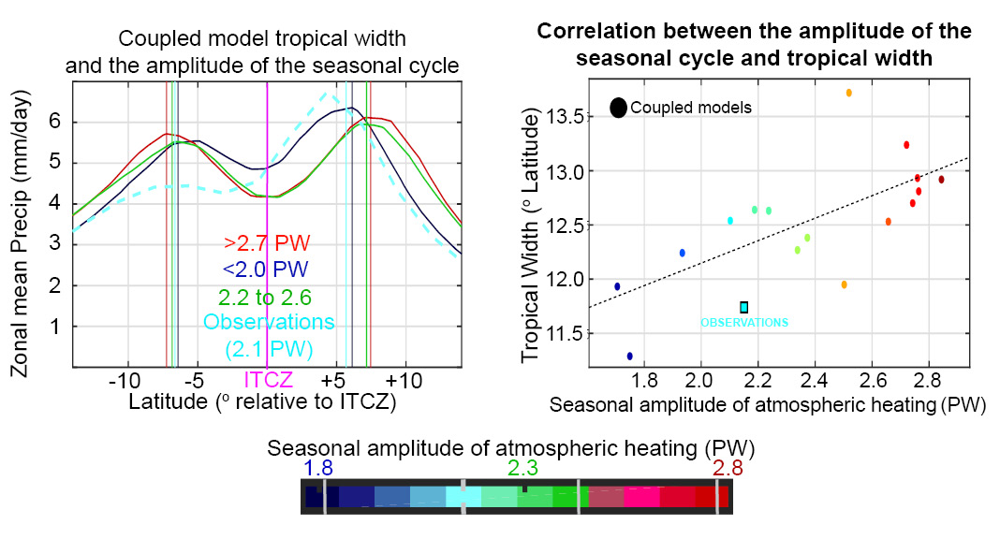 Coupled model tropical width
and the amplitude of the seasonal cycle
Zonal mean Precip (mm/day)
6
5
4
3
2
1
>2.7 PW
<2.0 PW
2.2 to 2.6
Observations
(2.1 PW)
-10 -5 ITCZ +5 +10
Latitude (º relative to ITCZ)
Correlation between the amplitude of the
seasonal cycle and tropical width
Tropical Width (º Latitude)
Coupled models
13.5
13.0
12.5
12.0
11.5
OBSERVATIONS
1.8 2.0 2.2 2.4 2.6 2.8
Seasonal amplitude of atmospheric heating (PW)
Seasonal amplitude of atmospheric heating (PW)
1.8 2.3 2.8